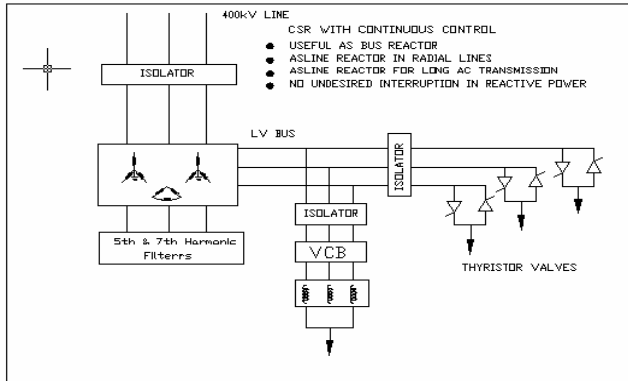 400kV LINE
CSR WITH CONTINUOUS CONTROL
USEFUL AS BUS REACTOR
ASLINE REACTOR IN RADIAL LINES
ASLINE REACTOR FOR LONG AC TRANSMISSION
NO UNDESIRED INTERRUPTION IN REACTIVE POWER
ISOLATOR
LV BUS
ISOLATOR
ISOLATOR
5th & 7th Harmonic
Filterrs
VCB
THYRISTOR VALVES